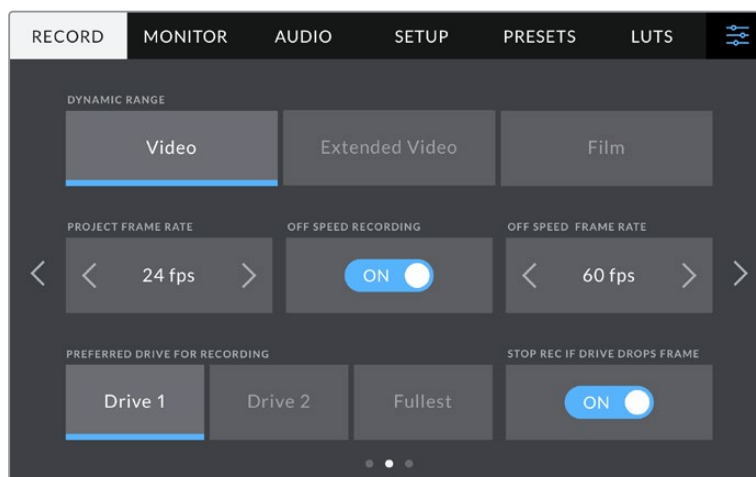 RECORD MONITOR AUDIO SETUP PRESETS LUTS
DYNAMIC RANGE
Video Extended Video Film
PROJECT FRAME RATE OFF SPEED RECORDING OFF SPEED FRAME RATE
24 fps ON 60 fps
PREFERRED DRIVE FOR RECORDING STOP REC IF DRIVE DROPS FRAME
Drive 1 Drive 2 Fullest ON